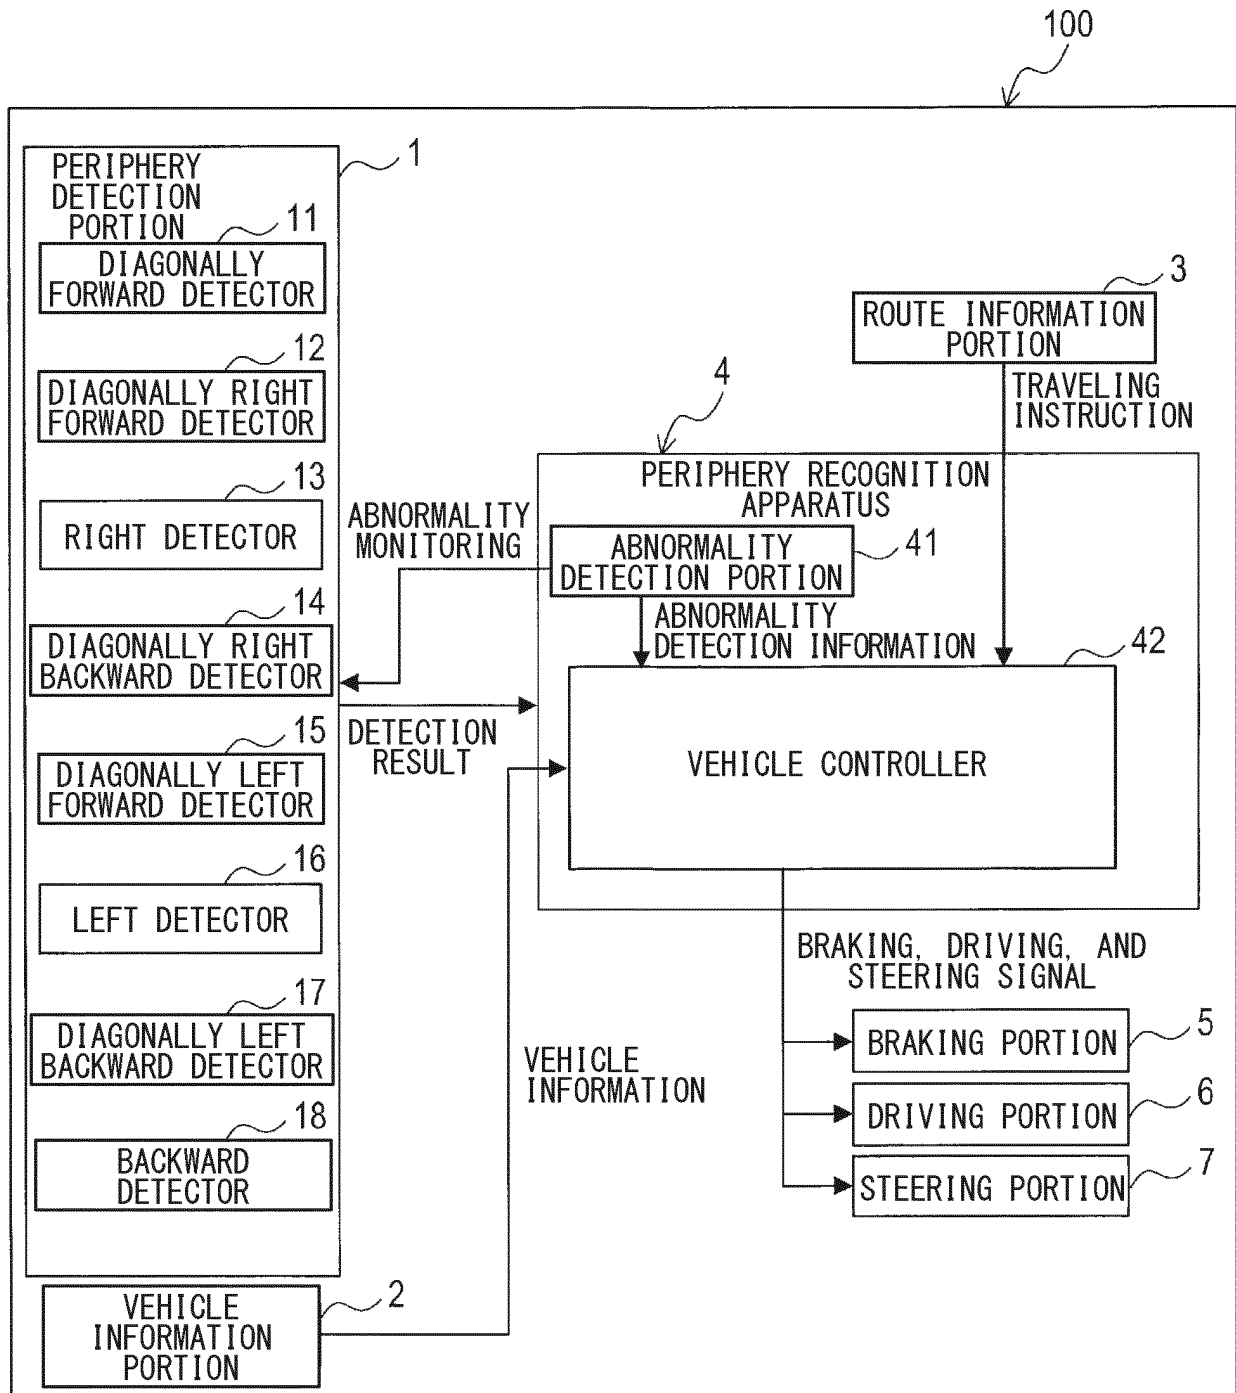 100
1
PERIPHERY
DETECTION
PORTION
11
DIAGONALLY
FORWARD DETECTOR
12
DIAGONALLY RIGHT
FORWARD DETECTOR
13
RIGHT DETECTOR
14
DIAGONALLY RIGHT
BACKWARD DETECTOR
15
DIAGONALLY LEFT
FORWARD DETECTOR
16
LEFT DETECTOR
17
DIAGONALLY LEFT
BACKWARD DETECTOR
18
BACKWARD
DETECTOR
2
VEHICLE
INFORMATION
PORTION
ABNORMALITY
MONITORING
DETECTION
RESULT
VEHICLE
INFORMATION
3
ROUTE INFORMATION
PORTION
TRAVELING
INSTRUCTION
4
PERIPHERY RECOGNITION
APPARATUS
41
ABNORMALITY
DETECTION PORTION
ABNORMALITY
DETECTION INFORMATION
42
VEHICLE CONTROLLER
BRAKING, DRIVING, AND
STEERING SIGNAL
5
BRAKING PORTION
6
DRIVING PORTION
7
STEERING PORTION